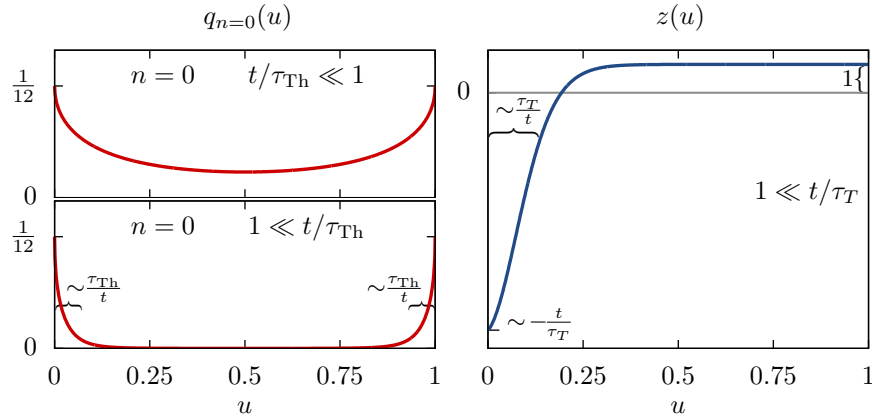 q_{n=0}(u)
1/12
n = 0 t/τ_Th ≪ 1
0
1/12
n = 0 1 ≪ t/τ_Th
∼τ_Th/t ∼τ_Th/t
0
0 0.25 0.5 0.75 1
u
z(u)
1
0
∼τ_T/t
1 ≪ t/τ_T
∼ −t/τ_T
0 0.25 0.5 0.75 1
u